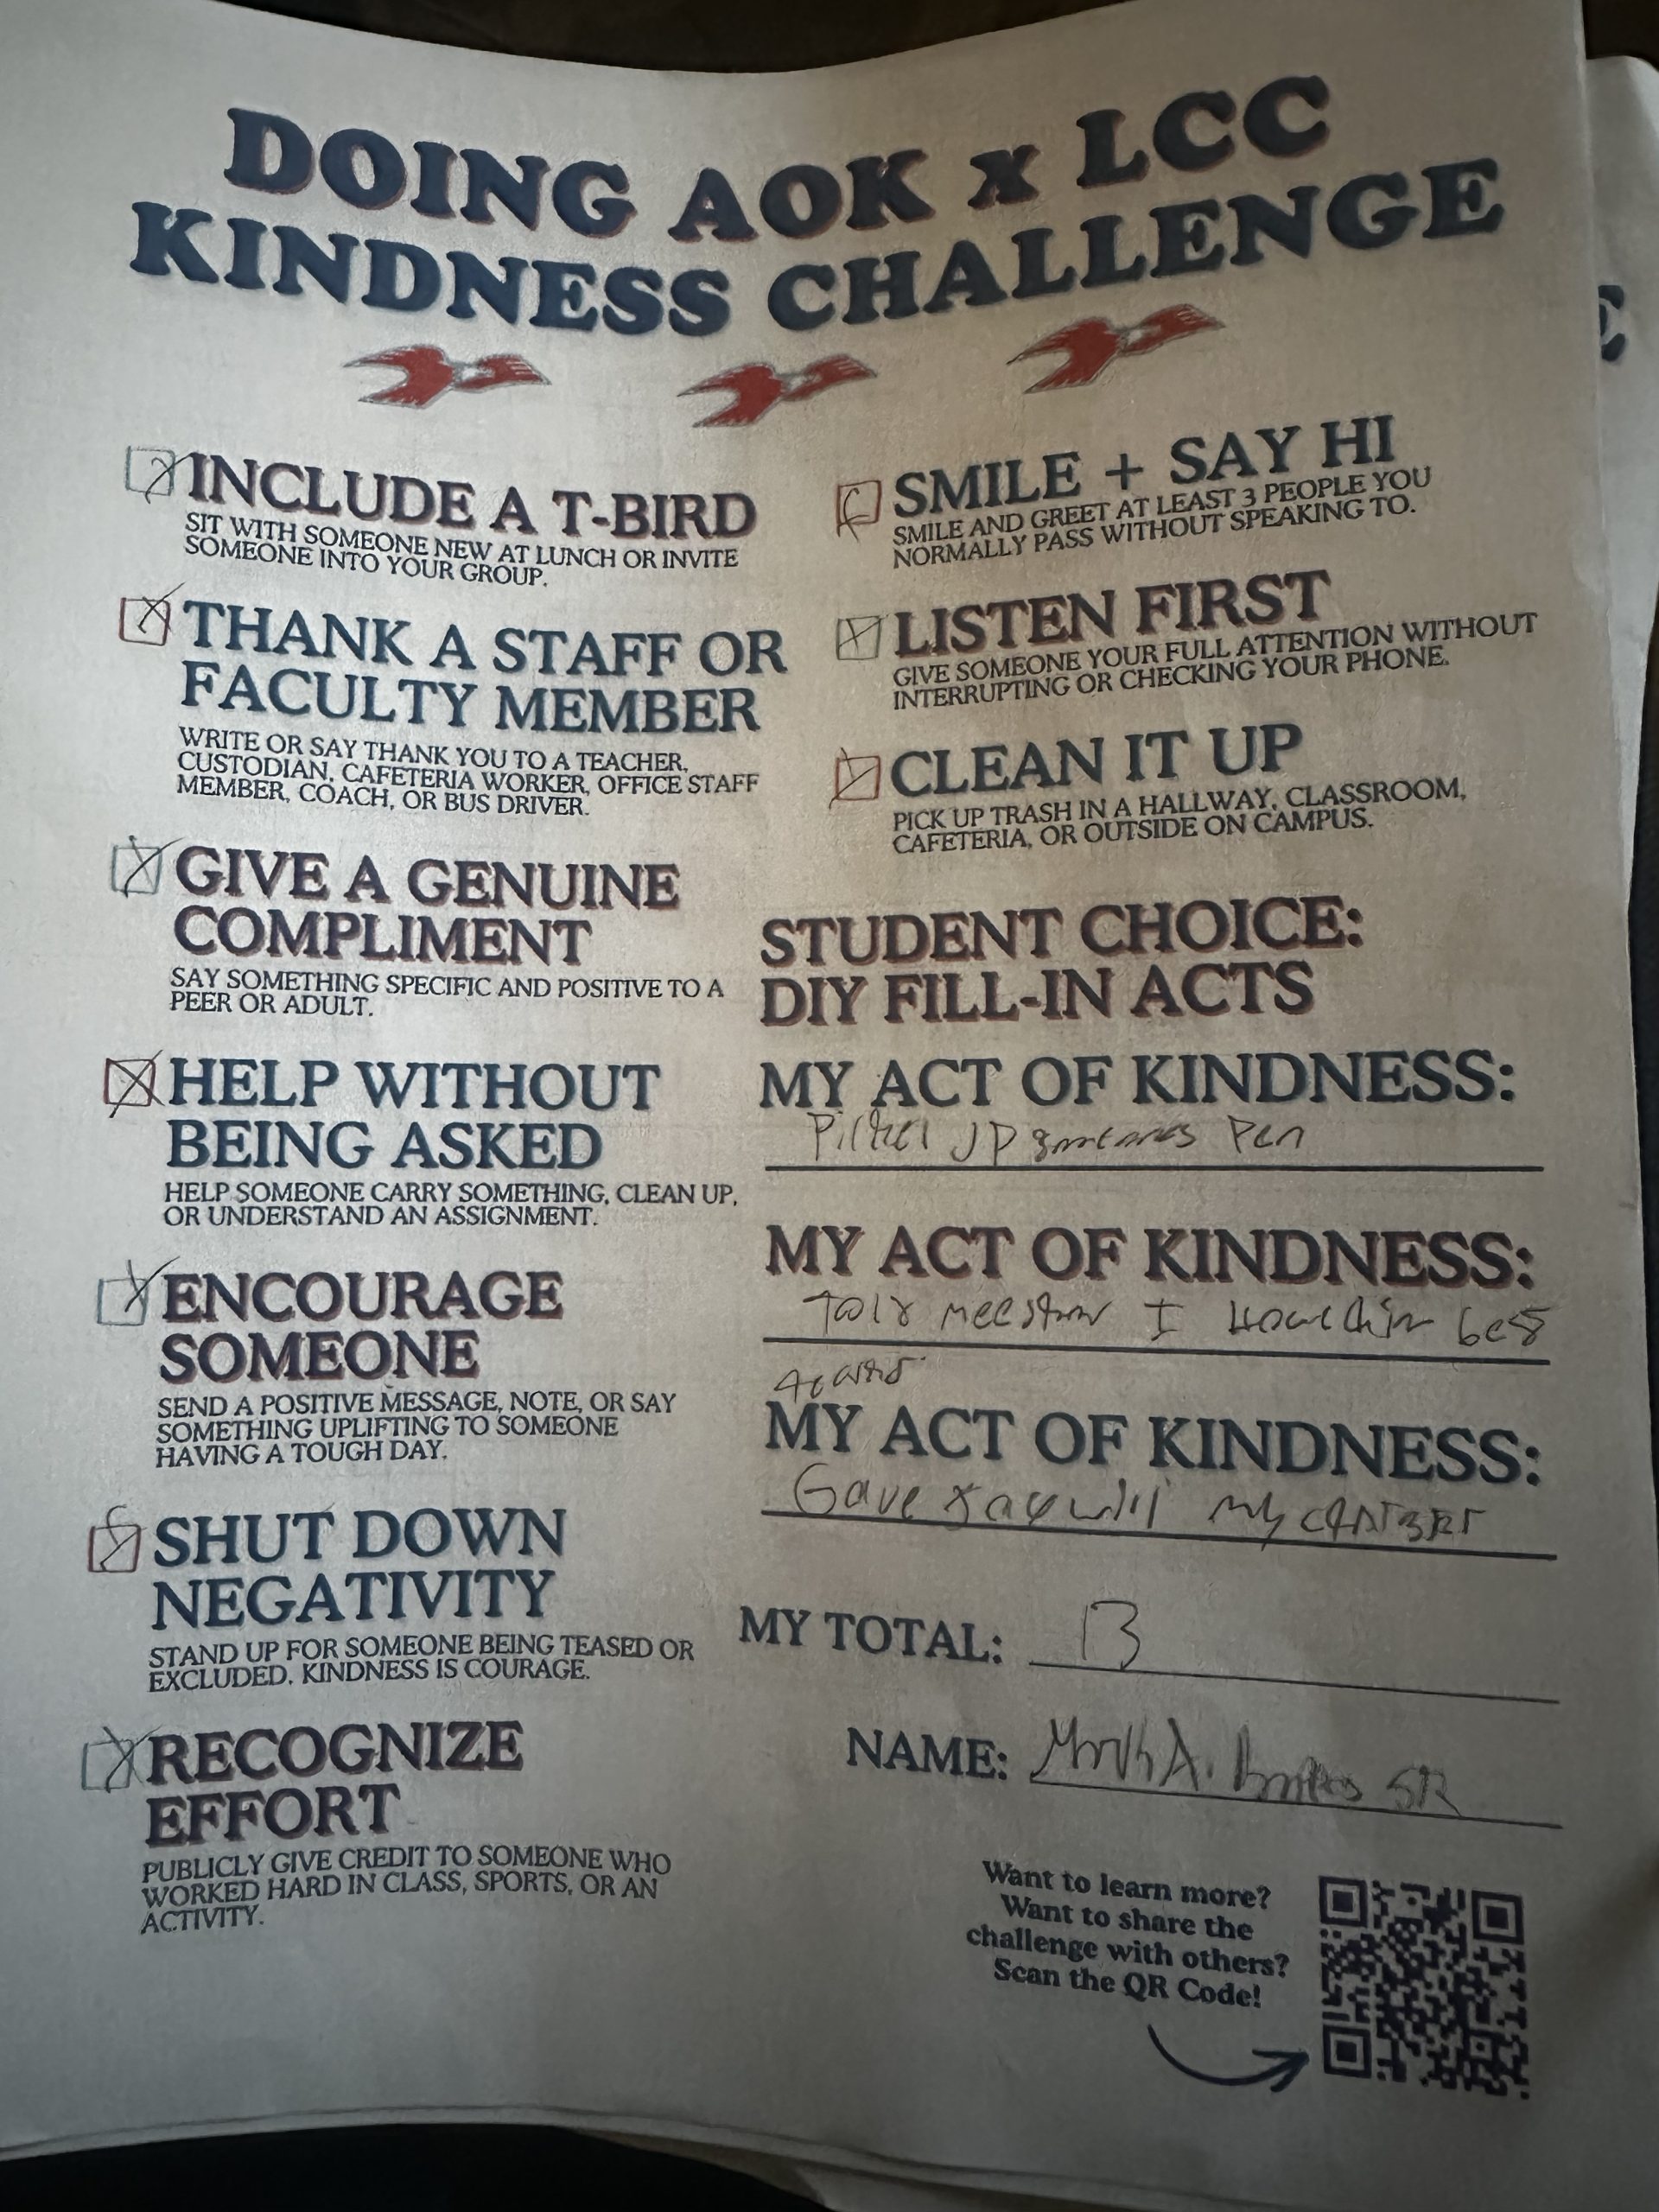 DOING AOK x LCC
KINDNESS CHALLENGE
INCLUDE A T-BIRD
SIT WITH SOMEONE NEW AT LUNCH OR INVITE
SOMEONE INTO YOUR GROUP.
THANK A STAFF OR
FACULTY MEMBER
WRITE OR SAY THANK YOU TO A TEACHER,
CUSTODIAN, CAFETERIA WORKER, OFFICE STAFF
MEMBER, COACH, OR BUS DRIVER.
GIVE A GENUINE
COMPLIMENT
SAY SOMETHING SPECIFIC AND POSITIVE TO A
PEER OR ADULT.
HELP WITHOUT
BEING ASKED
HELP SOMEONE CARRY SOMETHING, CLEAN UP,
OR UNDERSTAND AN ASSIGNMENT.
ENCOURAGE
SOMEONE
SEND A POSITIVE MESSAGE, NOTE, OR SAY
SOMETHING UPLIFTING TO SOMEONE
HAVING A TOUGH DAY.
SHUT DOWN
NEGATIVITY
STAND UP FOR SOMEONE BEING TEASED OR
EXCLUDED. KINDNESS IS COURAGE.
RECOGNIZE
EFFORT
PUBLICLY GIVE CREDIT TO SOMEONE WHO
WORKED HARD IN CLASS, SPORTS, OR AN
ACTIVITY.
SMILE + SAY HI
SMILE AND GREET AT LEAST 3 PEOPLE YOU
NORMALLY PASS WITHOUT SPEAKING TO.
LISTEN FIRST
GIVE SOMEONE YOUR FULL ATTENTION WITHOUT
INTERRUPTING OR CHECKING YOUR PHONE.
CLEAN IT UP
PICK UP TRASH IN A HALLWAY, CLASSROOM,
CAFETERIA, OR OUTSIDE ON CAMPUS.
STUDENT CHOICE:
DIY FILL-IN ACTS
MY ACT OF KINDNESS:
Pen
MY ACT OF KINDNESS:
I
MY ACT OF KINDNESS:
Gave my
MY TOTAL: 13
NAME: A. SR
Want to learn more?
Want to share the
challenge with others?
Scan the QR Code!